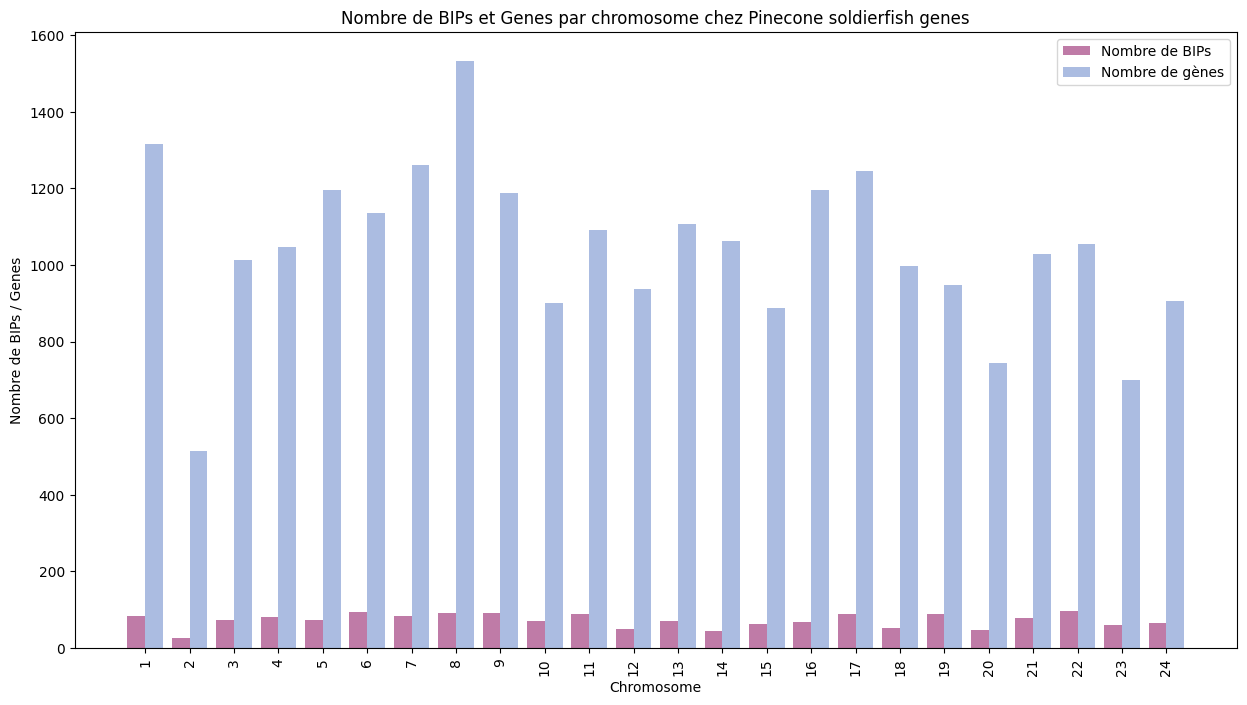 Nombre de BIPs et Genes par chromosome chez Pinecone soldierfish genes
Nombre de BIPs
Nombre de gènes
Nombre de BIPs / Genes
1600
1400
1200
1000
800
600
400
200
0
1 2 3 4 5 6 7 8 9 10 11 12 13 14 15 16 17 18 19 20 21 22 23 24
Chromosome